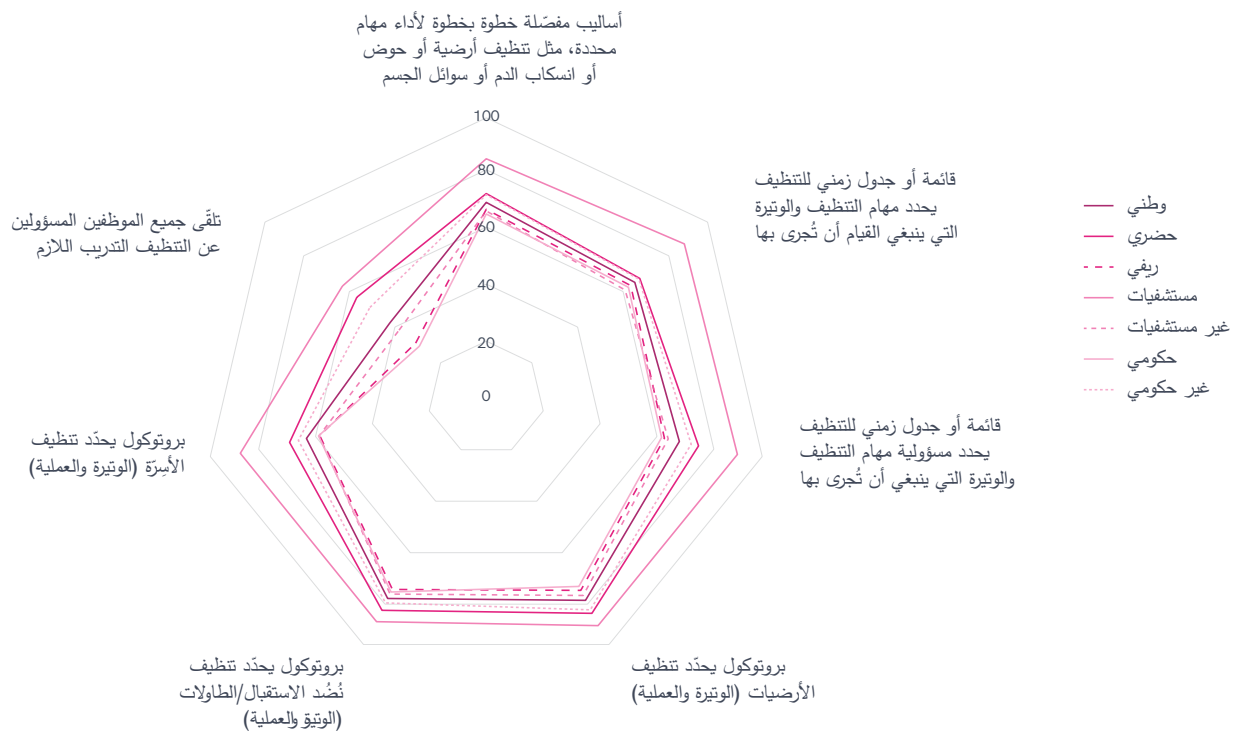 أساليب مفصّلة خطوة بخطوة لأداء مهام
محددة، مثل تنظيف أرضية أو حوض
أو انسكاب الدم أو سوائل الجسم
100
80
60
40
20
0
قائمة أو جدول زمني للتنظيف
يحدد مهام التنظيف والوتيرة
التي ينبغي القيام أن تُجرى بها
قائمة أو جدول زمني للتنظيف
يحدد مسؤولية مهام التنظيف
والوتيرة التي ينبغي أن تُجرى بها
بروتوكول يحدّد تنظيف
الأرضيات (الوتيرة والعملية)
بروتوكول يحدّد تنظيف
نُضُد الاستقبال/الطاولات
(الوتيرة والعملية)
بروتوكول يحدّد تنظيف
الأسِرّة (الوتيرة والعملية)
تلقّى جميع الموظفين المسؤولين
عن التنظيف التدريب اللازم
وطني
حضري
ريفي
مستشفيات
غير مستشفيات
حكومي
غير حكومي